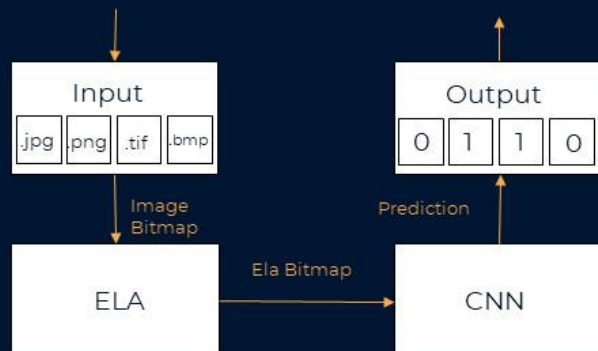 Input
.jpg .png .tif .bmp
Image
Bitmap
ELA
Ela Bitmap
CNN
Prediction
Output
0 1 1 0